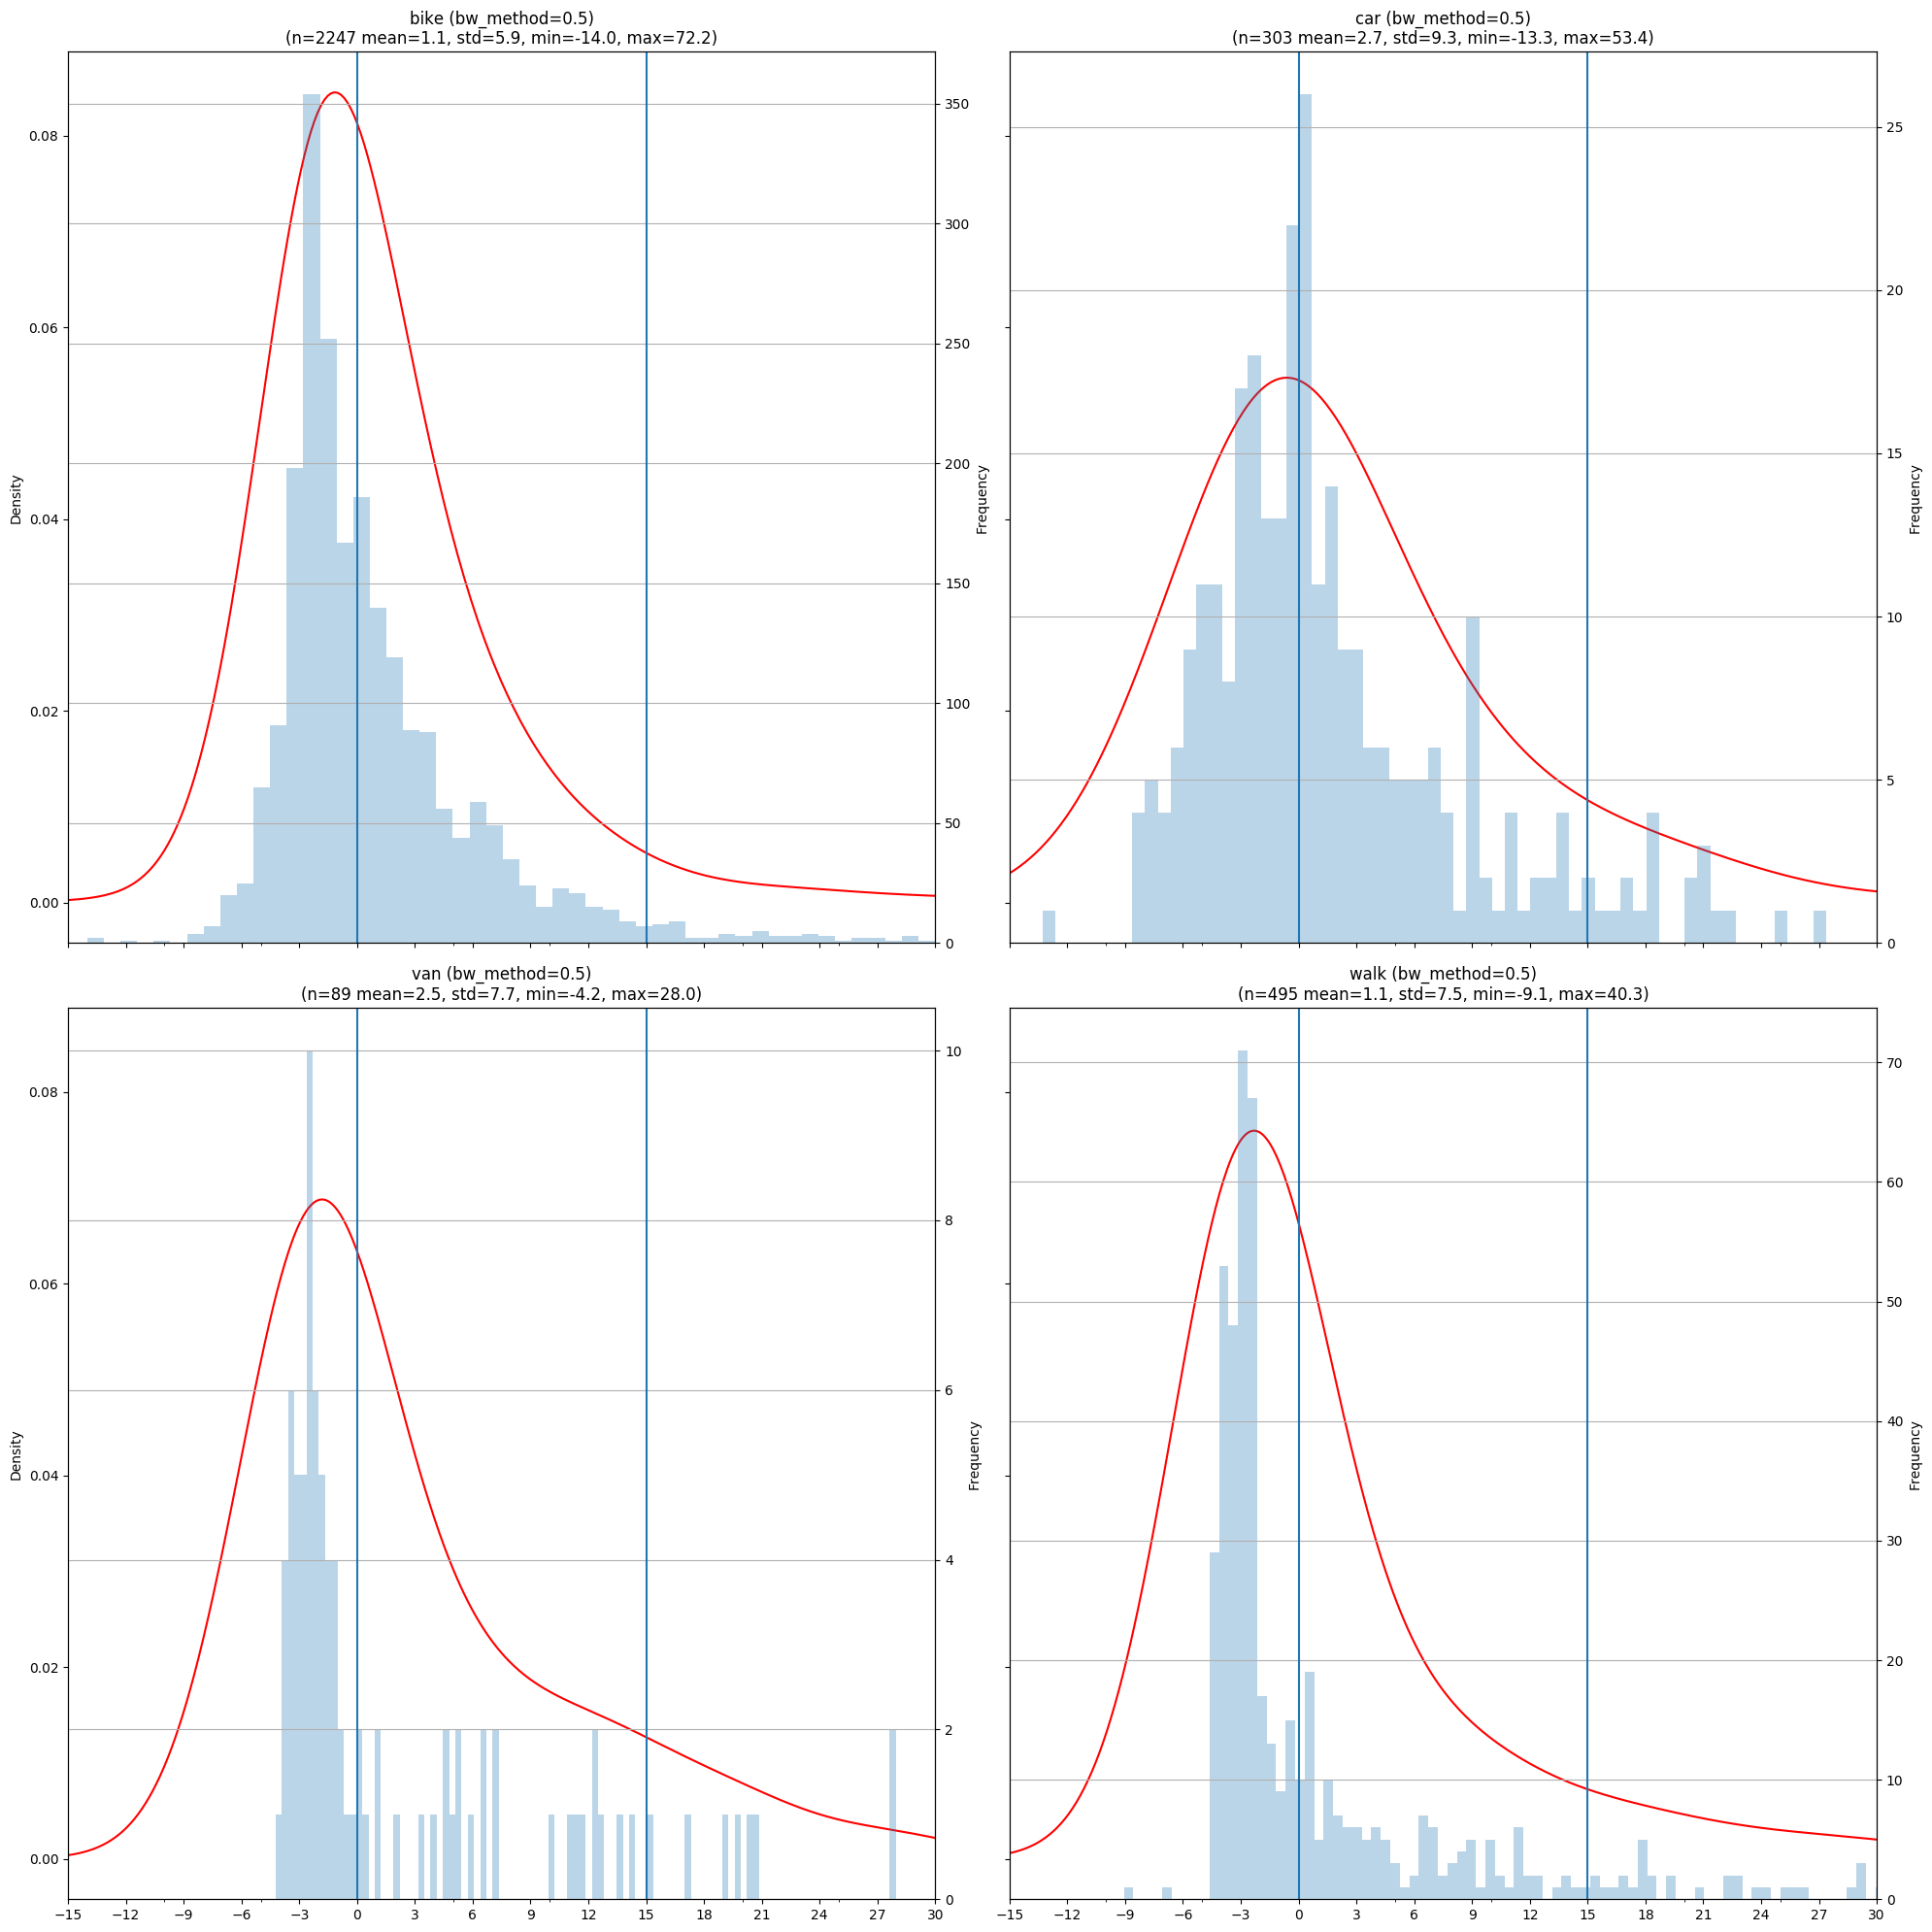 bike (bw_method=0.5)
(n=2247 mean=1.1, std=5.9, min=-14.0, max=72.2)
0.08
0.06
0.04
0.02
0.00
Density
350
300
250
200
150
100
50
0
Frequency
car (bw_method=0.5)
(n=303 mean=2.7, std=9.3, min=-13.3, max=53.4)
25
20
15
10
5
0
Frequency
van (bw_method=0.5)
(n=89 mean=2.5, std=7.7, min=-4.2, max=28.0)
0.08
0.06
0.04
0.02
0.00
Density
10
8
6
4
2
0
Frequency
−15 −12 −9 −6 −3 0 3 6 9 12 15 18 21 24 27 30
walk (bw_method=0.5)
(n=495 mean=1.1, std=7.5, min=-9.1, max=40.3)
70
60
50
40
30
20
10
0
Frequency
−15 −12 −9 −6 −3 0 3 6 9 12 15 18 21 24 27 30